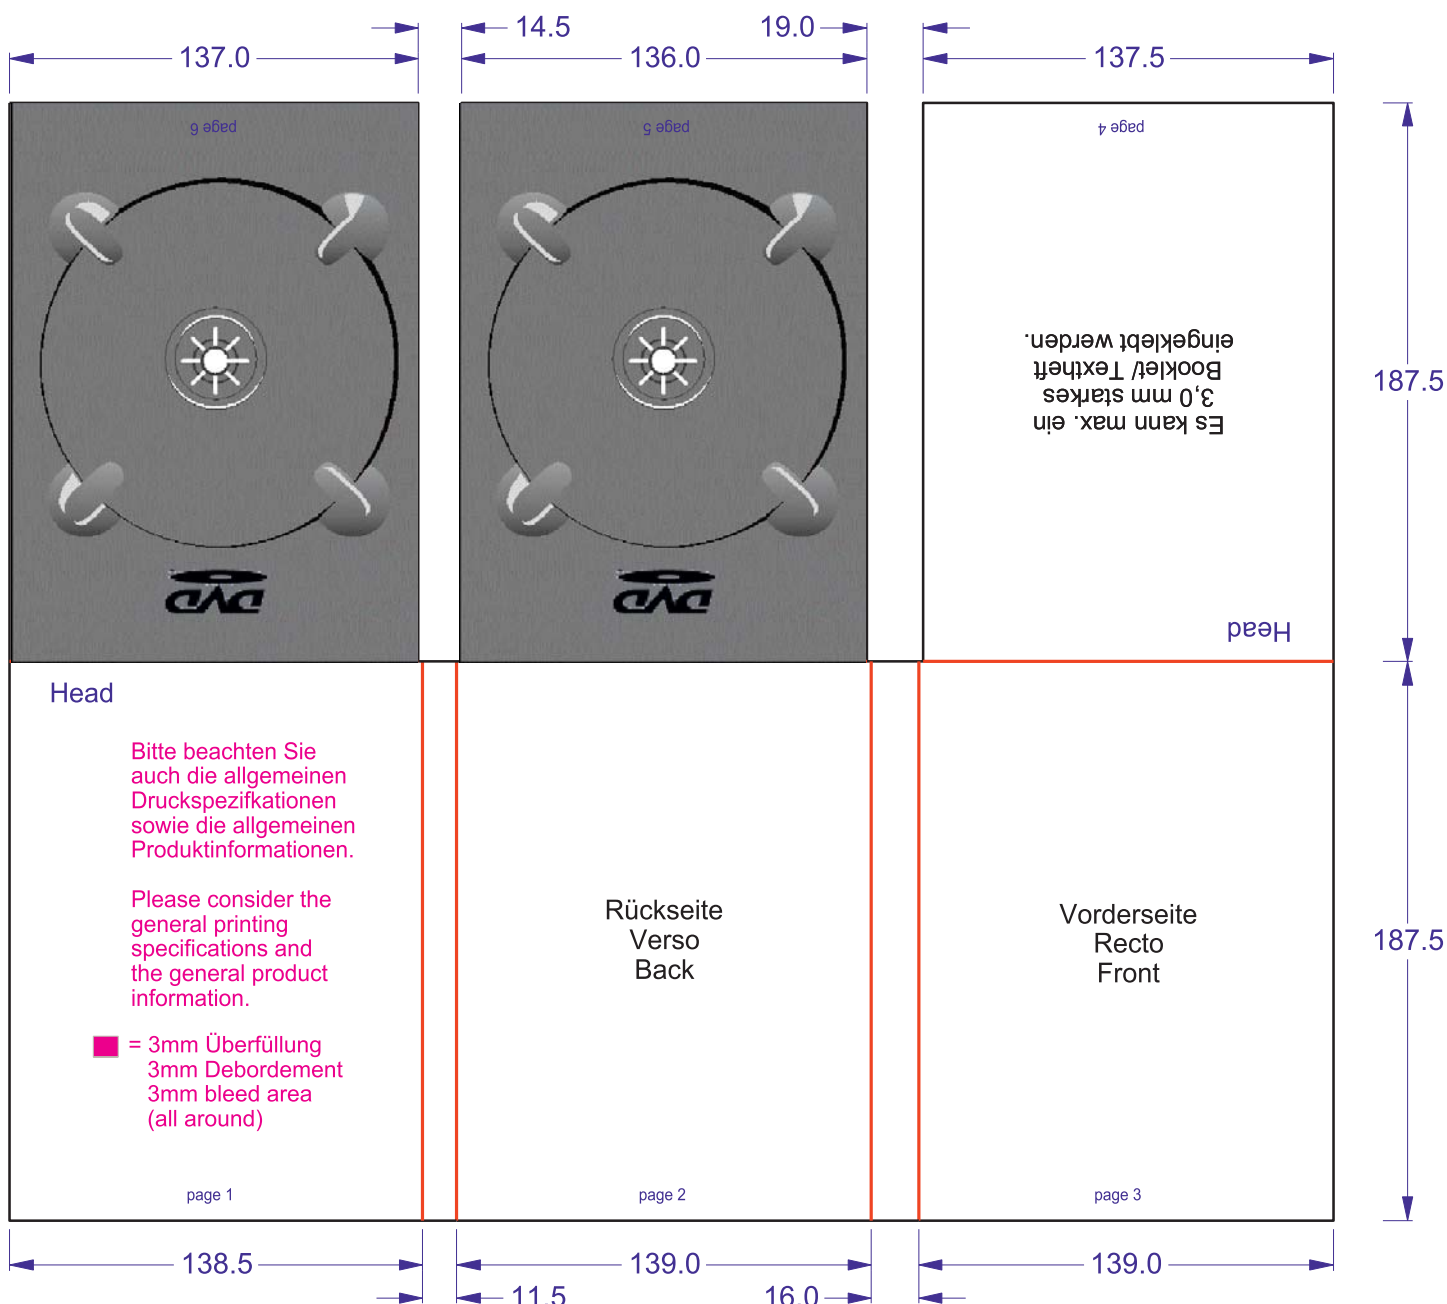 14.5
19.0
137.0
136.0
137.5
page 6
page 5
page 4
Es kann max. ein
3,0 mm starkes
Booklet/ Textheft
eingeklebt werden.
187.5
DVD
DVD
Head
Head
Bitte beachten Sie
auch die allgemeinen
Druckspezifkationen
sowie die allgemeinen
Produktinformationen.
Please consider the
general printing
specifications and
the general product
information.
= 3mm Überfüllung
3mm Debordement
3mm bleed area
(all around)
Rückseite
Verso
Back
Vorderseite
Recto
Front
187.5
page 1
page 2
page 3
138.5
139.0
139.0
11.5
16.0